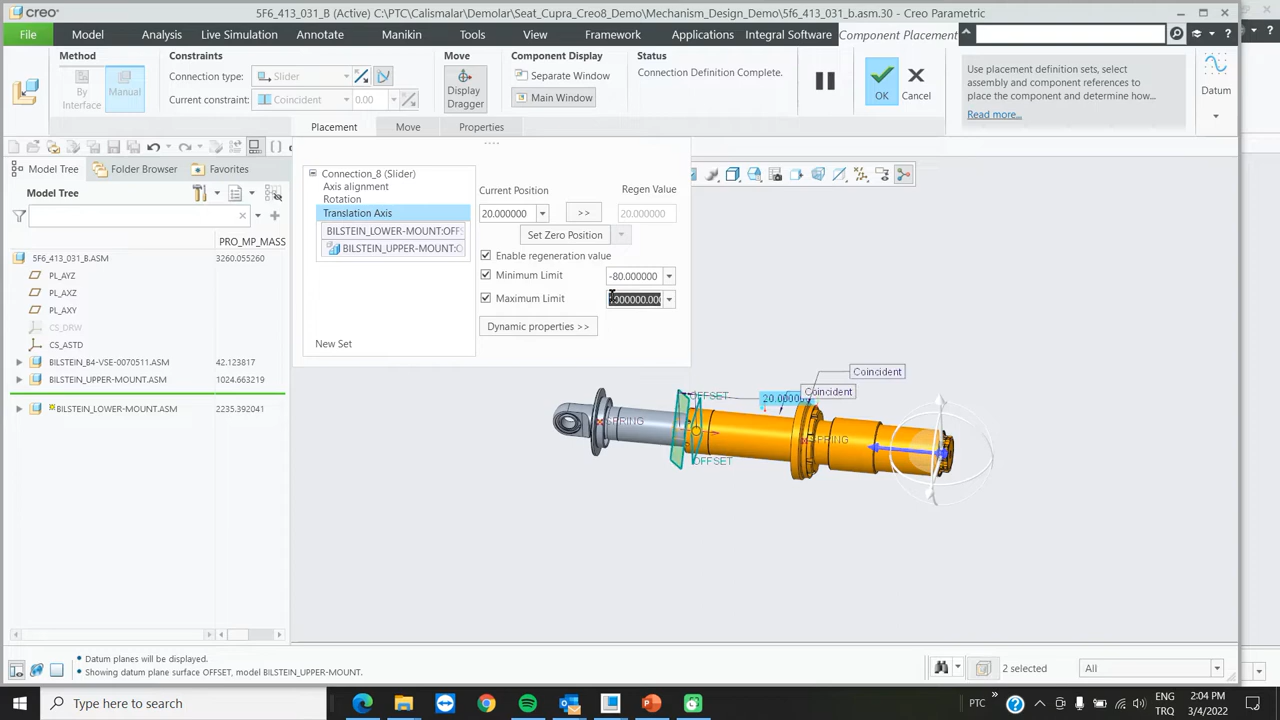 creo
5F6_413_031_B (Active) C:\PTC\Calismalar\Demolar\Seat_Cupra_Creo8_Demo\Mechanism_Design_Demo\5f6_413_031_b.asm.30 - Creo Parametric
File Model Analysis Live Simulation Annotate Manikin Tools View Framework Applications Integral Software Component Placement
Method Constraints Move Component Display Status
By Interface Manual
Connection type: Slider
Current constraint: Coincident 0.00
Display Dragger
Separate Window
Main Window
Connection Definition Complete.
OK Cancel
Use placement definition sets, select
assembly and component references to
place the component and determine how...
Read more...
Datum
Placement Move Properties
Model Tree Folder Browser Favorites
Model Tree
PRO_MP_MASS
5F6_413_031_B.ASM 3260.055260
PL_AYZ
PL_AXZ
PL_AXY
CS_DRW
CS_ASTD
BILSTEIN_B4-VSE-0070511.ASM 42.123817
BILSTEIN_UPPER-MOUNT.ASM 1024.663219
BILSTEIN_LOWER-MOUNT.ASM 2235.392041
Connection_8 (Slider)
Axis alignment
Rotation
Translation Axis
BILSTEIN_LOWER-MOUNT:OFF
BILSTEIN_UPPER-MOUNT:
New Set
Current Position Regen Value
20.000000 >> 20.000000
Set Zero Position
Enable regeneration value
Minimum Limit -80.000000
Maximum Limit
Dynamic properties >>
Coincident
Coincident
OFFSET
SPRING
SPRING
OFFSET
Datum planes will be displayed.
Showing datum plane surface OFFSET, model BILSTEIN_UPPER-MOUNT.
2 selected All
Type here to search
PTC
ENG
TRQ
2:04 PM
3/4/2022